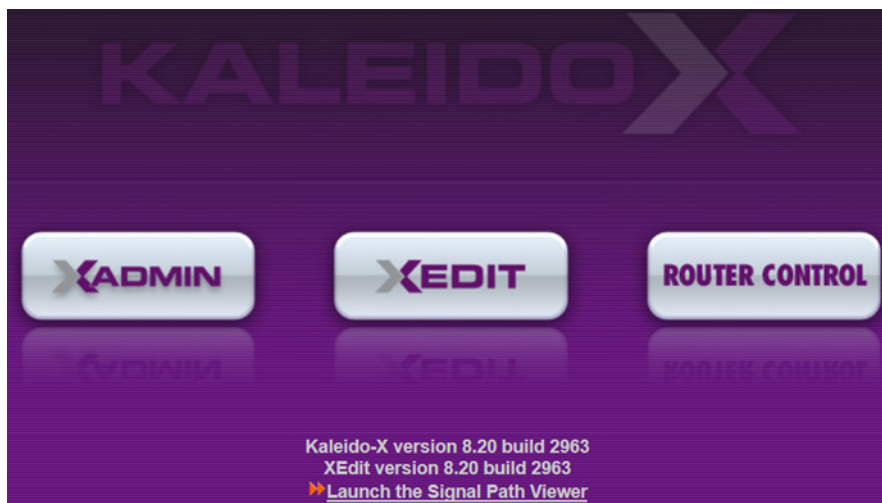 KALEIDOX
XADMIN
XEDIT
ROUTER CONTROL
Kaleido-X version 8.20 build 2963
XEdit version 8.20 build 2963
Launch the Signal Path Viewer